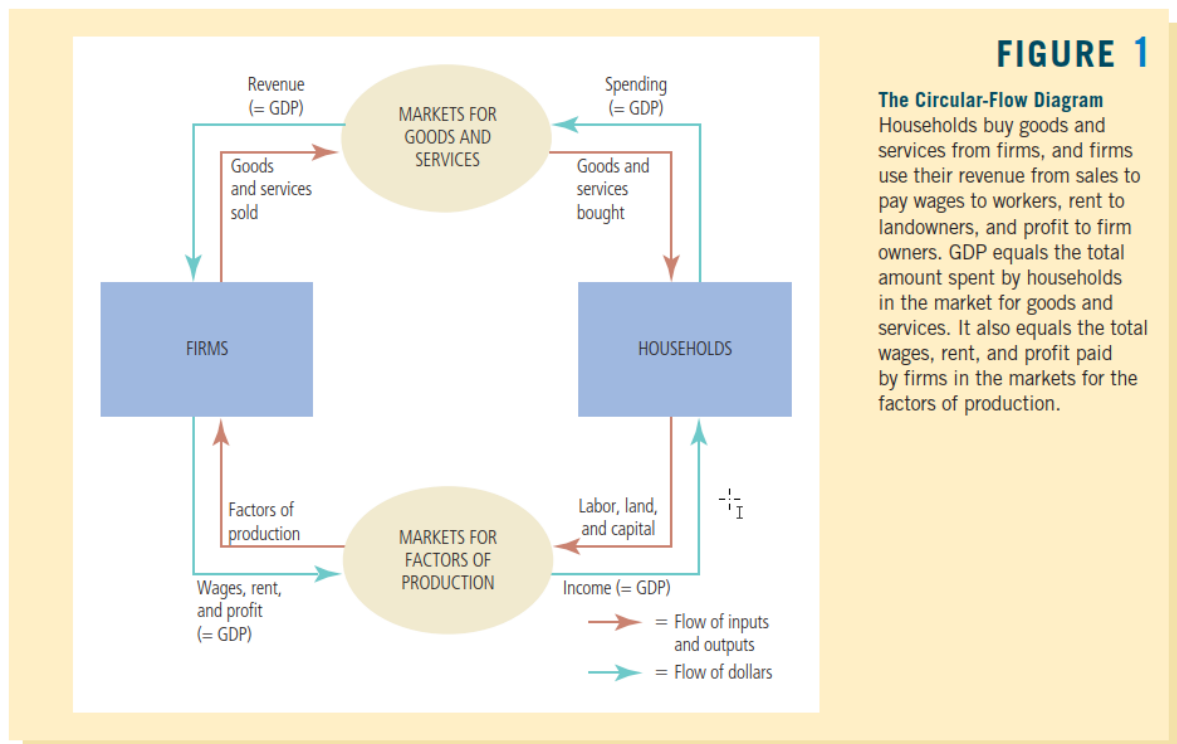 FIGURE 1
The Circular-Flow Diagram
Households buy goods and
services from firms, and firms
use their revenue from sales to
pay wages to workers, rent to
landowners, and profit to firm
owners. GDP equals the total
amount spent by households
in the market for goods and
services. It also equals the total
wages, rent, and profit paid
by firms in the markets for the
factors of production.
Revenue
(= GDP)
MARKETS FOR
GOODS AND
SERVICES
Spending
(= GDP)
Goods
and services
sold
Goods and
services
bought
FIRMS
HOUSEHOLDS
Factors of
production
MARKETS FOR
FACTORS OF
PRODUCTION
Labor, land,
and capital
Wages, rent,
and profit
(= GDP)
Income (= GDP)
= Flow of inputs
and outputs
= Flow of dollars